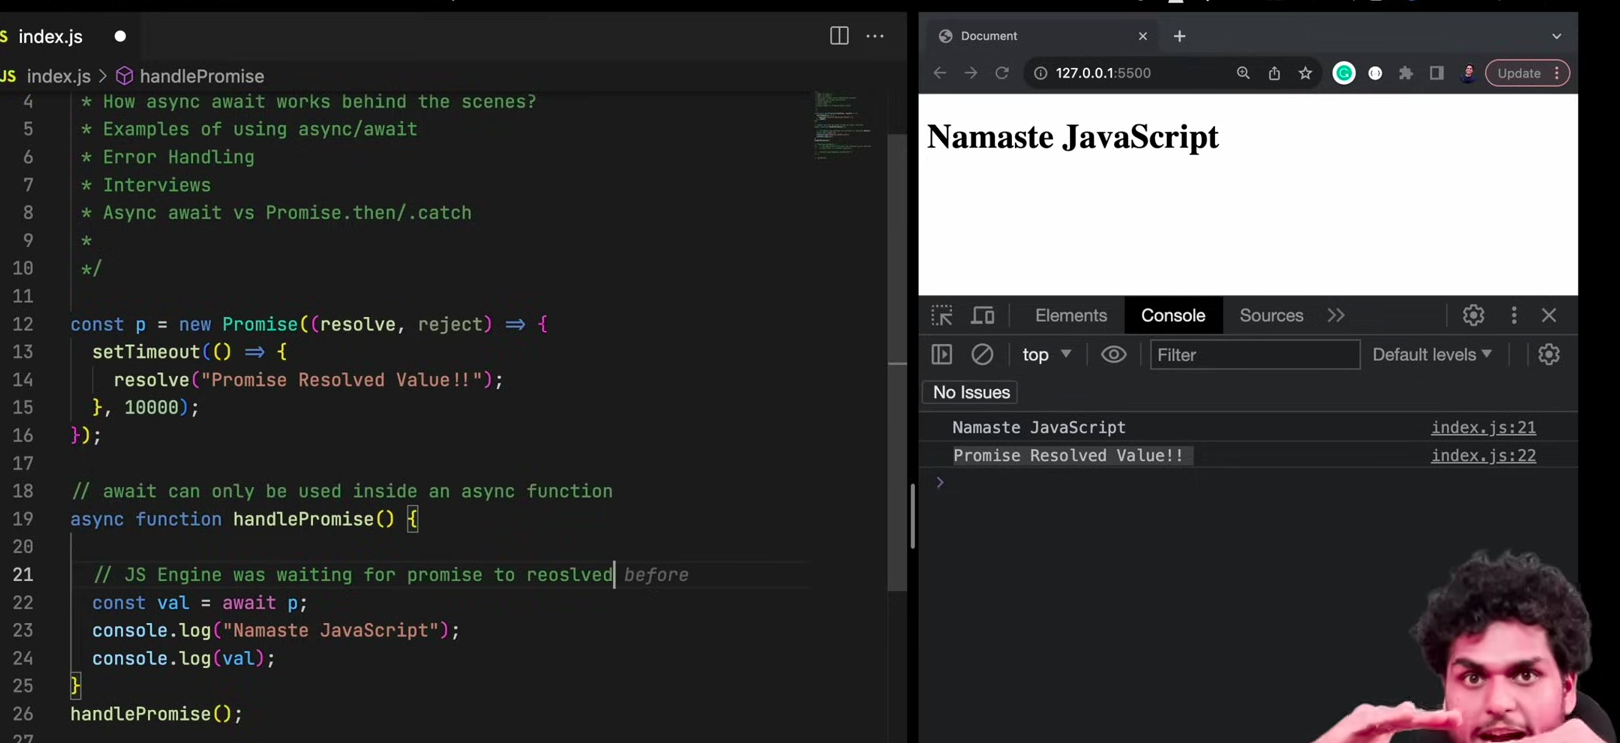 index.js
JS index.js > handlePromise
4 * How async await works behind the scenes?
5 * Examples of using async/await
6 * Error Handling
7 * Interviews
8 * Async await vs Promise.then/.catch
9 *
10 */
11
12 const p = new Promise((resolve, reject) => {
13 setTimeout(() => {
14 resolve("Promise Resolved Value!!");
15 }, 10000);
16 });
17
18 // await can only be used inside an async function
19 async function handlePromise() {
20
21 // JS Engine was waiting for promise to reoslved before
22 const val = await p;
23 console.log("Namaste JavaScript");
24 console.log(val);
25 }
26 handlePromise();
27
Document
127.0.0.1:5500
Update
Namaste JavaScript
Elements Console Sources
top Filter Default levels
No Issues
Namaste JavaScript index.js:21
Promise Resolved Value!! index.js:22